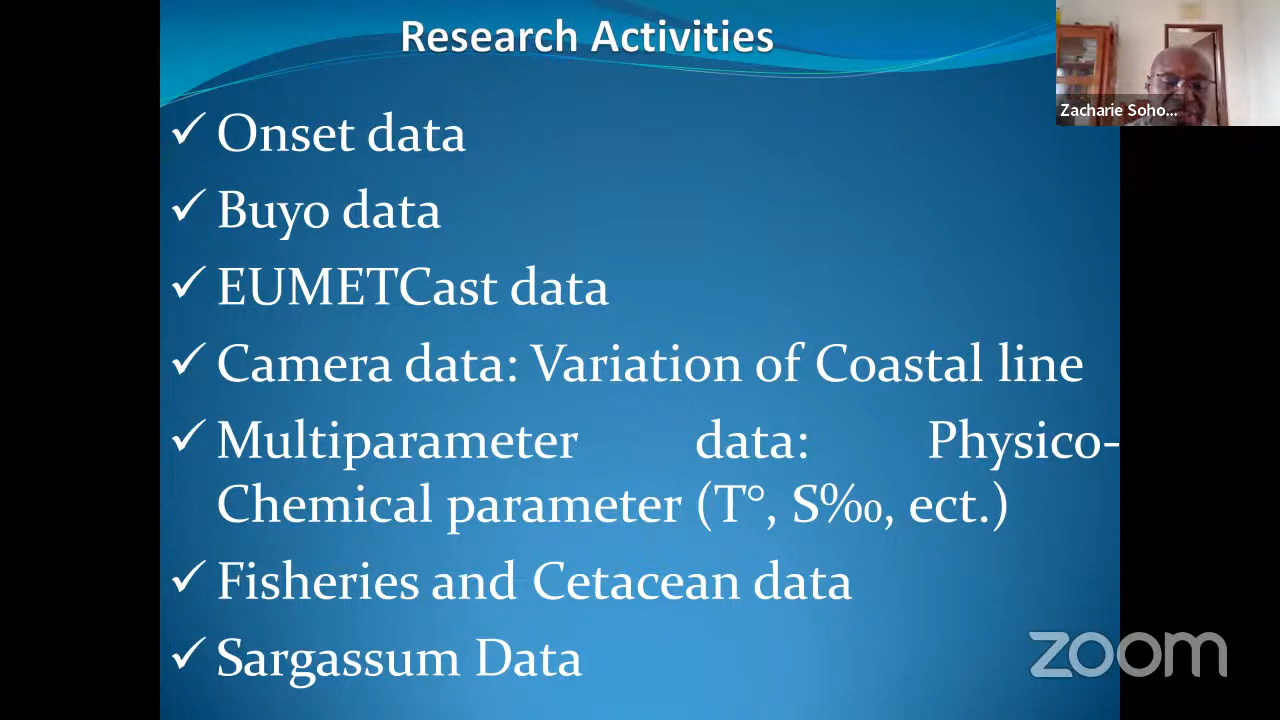 Research Activities
Zacharie Soho...
✓ Onset data
✓ Buyo data
✓ EUMETCast data
✓ Camera data: Variation of Coastal line
✓ Multiparameter data: Physico-
Chemical parameter (T°, S‰, ect.)
✓ Fisheries and Cetacean data
✓ Sargassum Data
zoom